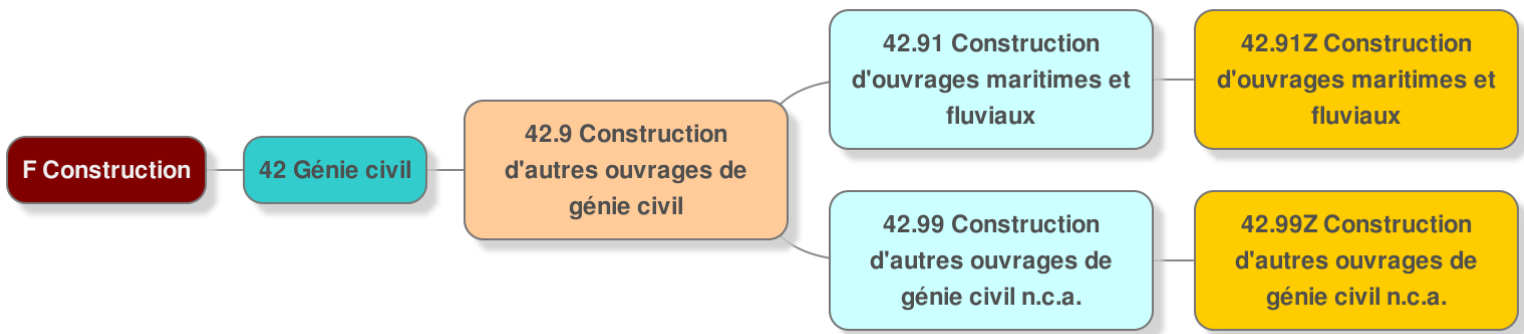 F Construction
42 Génie civil
42.9 Construction
d'autres ouvrages de
génie civil
42.91 Construction
d'ouvrages maritimes et
fluviaux
42.91Z Construction
d'ouvrages maritimes et
fluviaux
42.99 Construction
d'autres ouvrages de
génie civil n.c.a.
42.99Z Construction
d'autres ouvrages de
génie civil n.c.a.